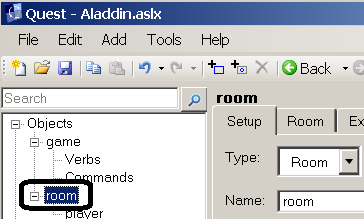 Quest - Aladdin.aslx
File Edit Add Tools Help
Back
Search
room
Objects
game
Verbs
Commands
room
player
Setup Room Ex
Type: Room
Name: room